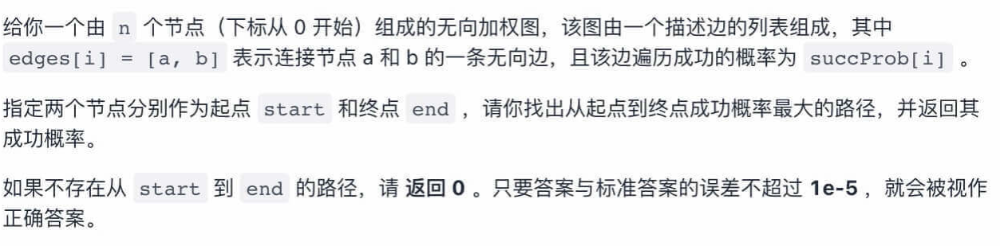 给你一个由 n 个节点（下标从 0 开始）组成的无向加权图，该图由一个描述边的列表组成，其中
edges[i] = [a, b] 表示连接节点 a 和 b 的一条无向边，且该边遍历成功的概率为 succProb[i] 。
指定两个节点分别作为起点 start 和终点 end ，请你找出从起点到终点成功概率最大的路径，并返回其
成功概率。
如果不存在从 start 到 end 的路径，请 返回 0 。只要答案与标准答案的误差不超过 1e-5 ，就会被视作
正确答案。